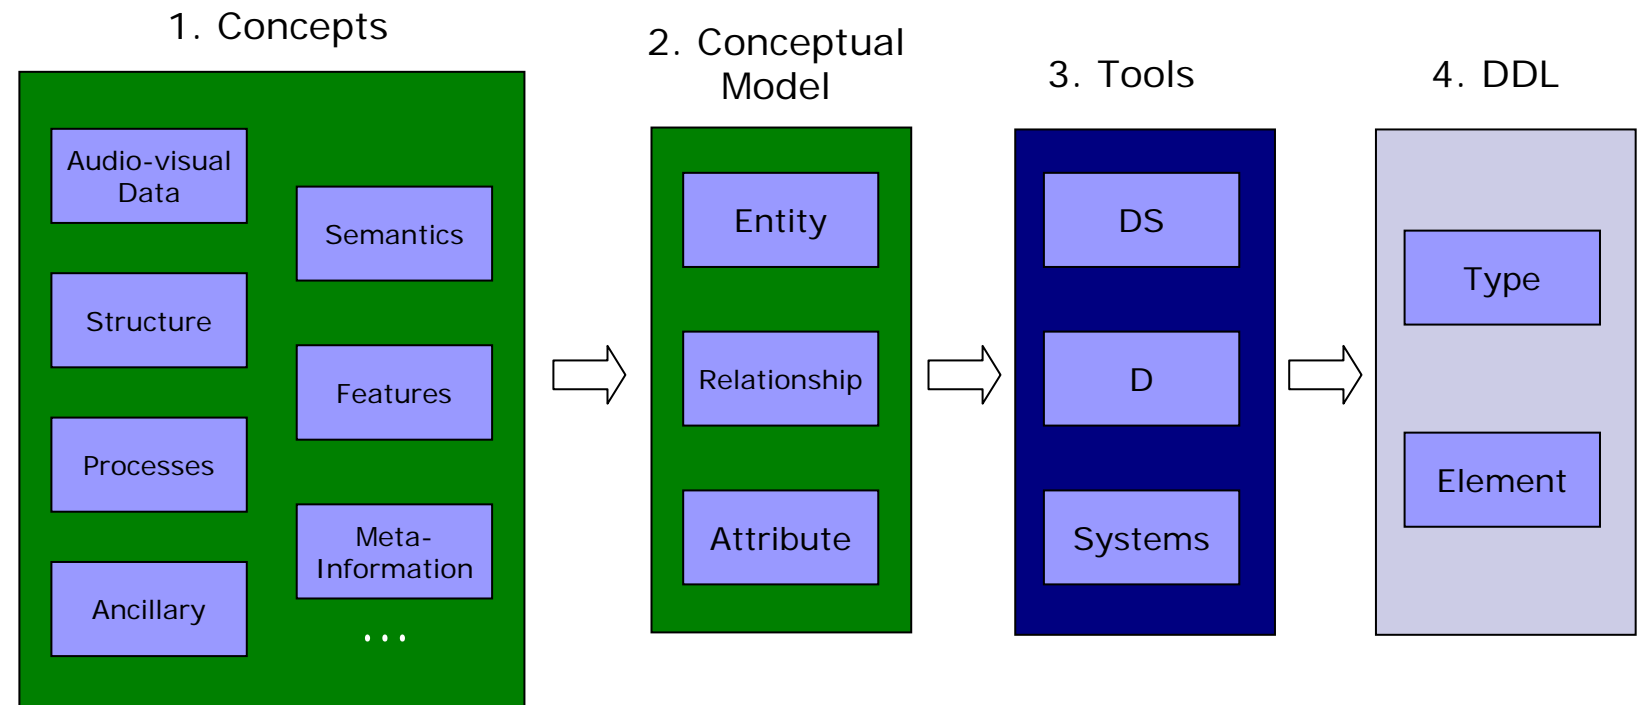 1. Concepts
Audio-visual
Data
Structure
Processes
Ancillary
Semantics
Features
Meta-
Information
...
2. Conceptual
Model
Entity
Relationship
Attribute
3. Tools
DS
D
Systems
4. DDL
Type
Element